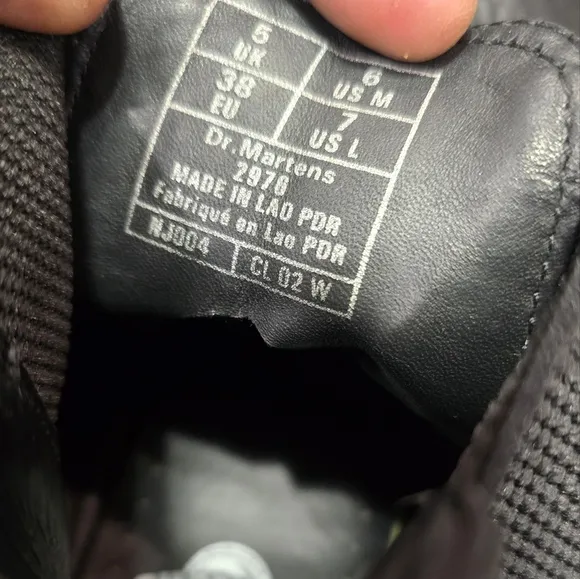 5 UK 6 US M
38 EU 7 US L
Dr. Martens
2976
MADE IN LAO PDR
Fabriqué en Lao PDR
NJ004 CL 02 W